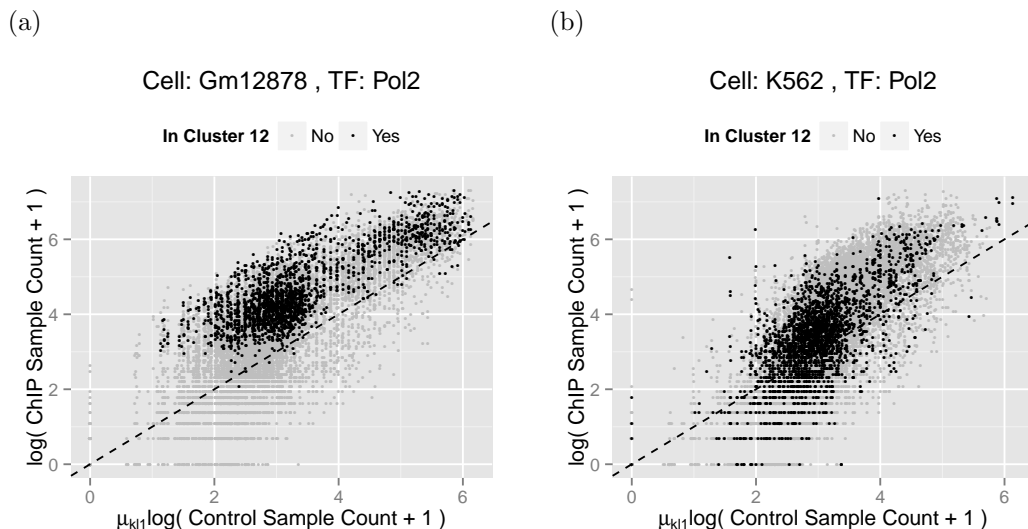 (a)
Cell: Gm12878 , TF: Pol2
In Cluster 12 No Yes
log( ChIP Sample Count + 1 )
6
4
2
0
0 2 4 6
μkl1log( Control Sample Count + 1 )
(b)
Cell: K562 , TF: Pol2
In Cluster 12 No Yes
log( ChIP Sample Count + 1 )
6
4
2
0
0 2 4 6
μkl1log( Control Sample Count + 1 )